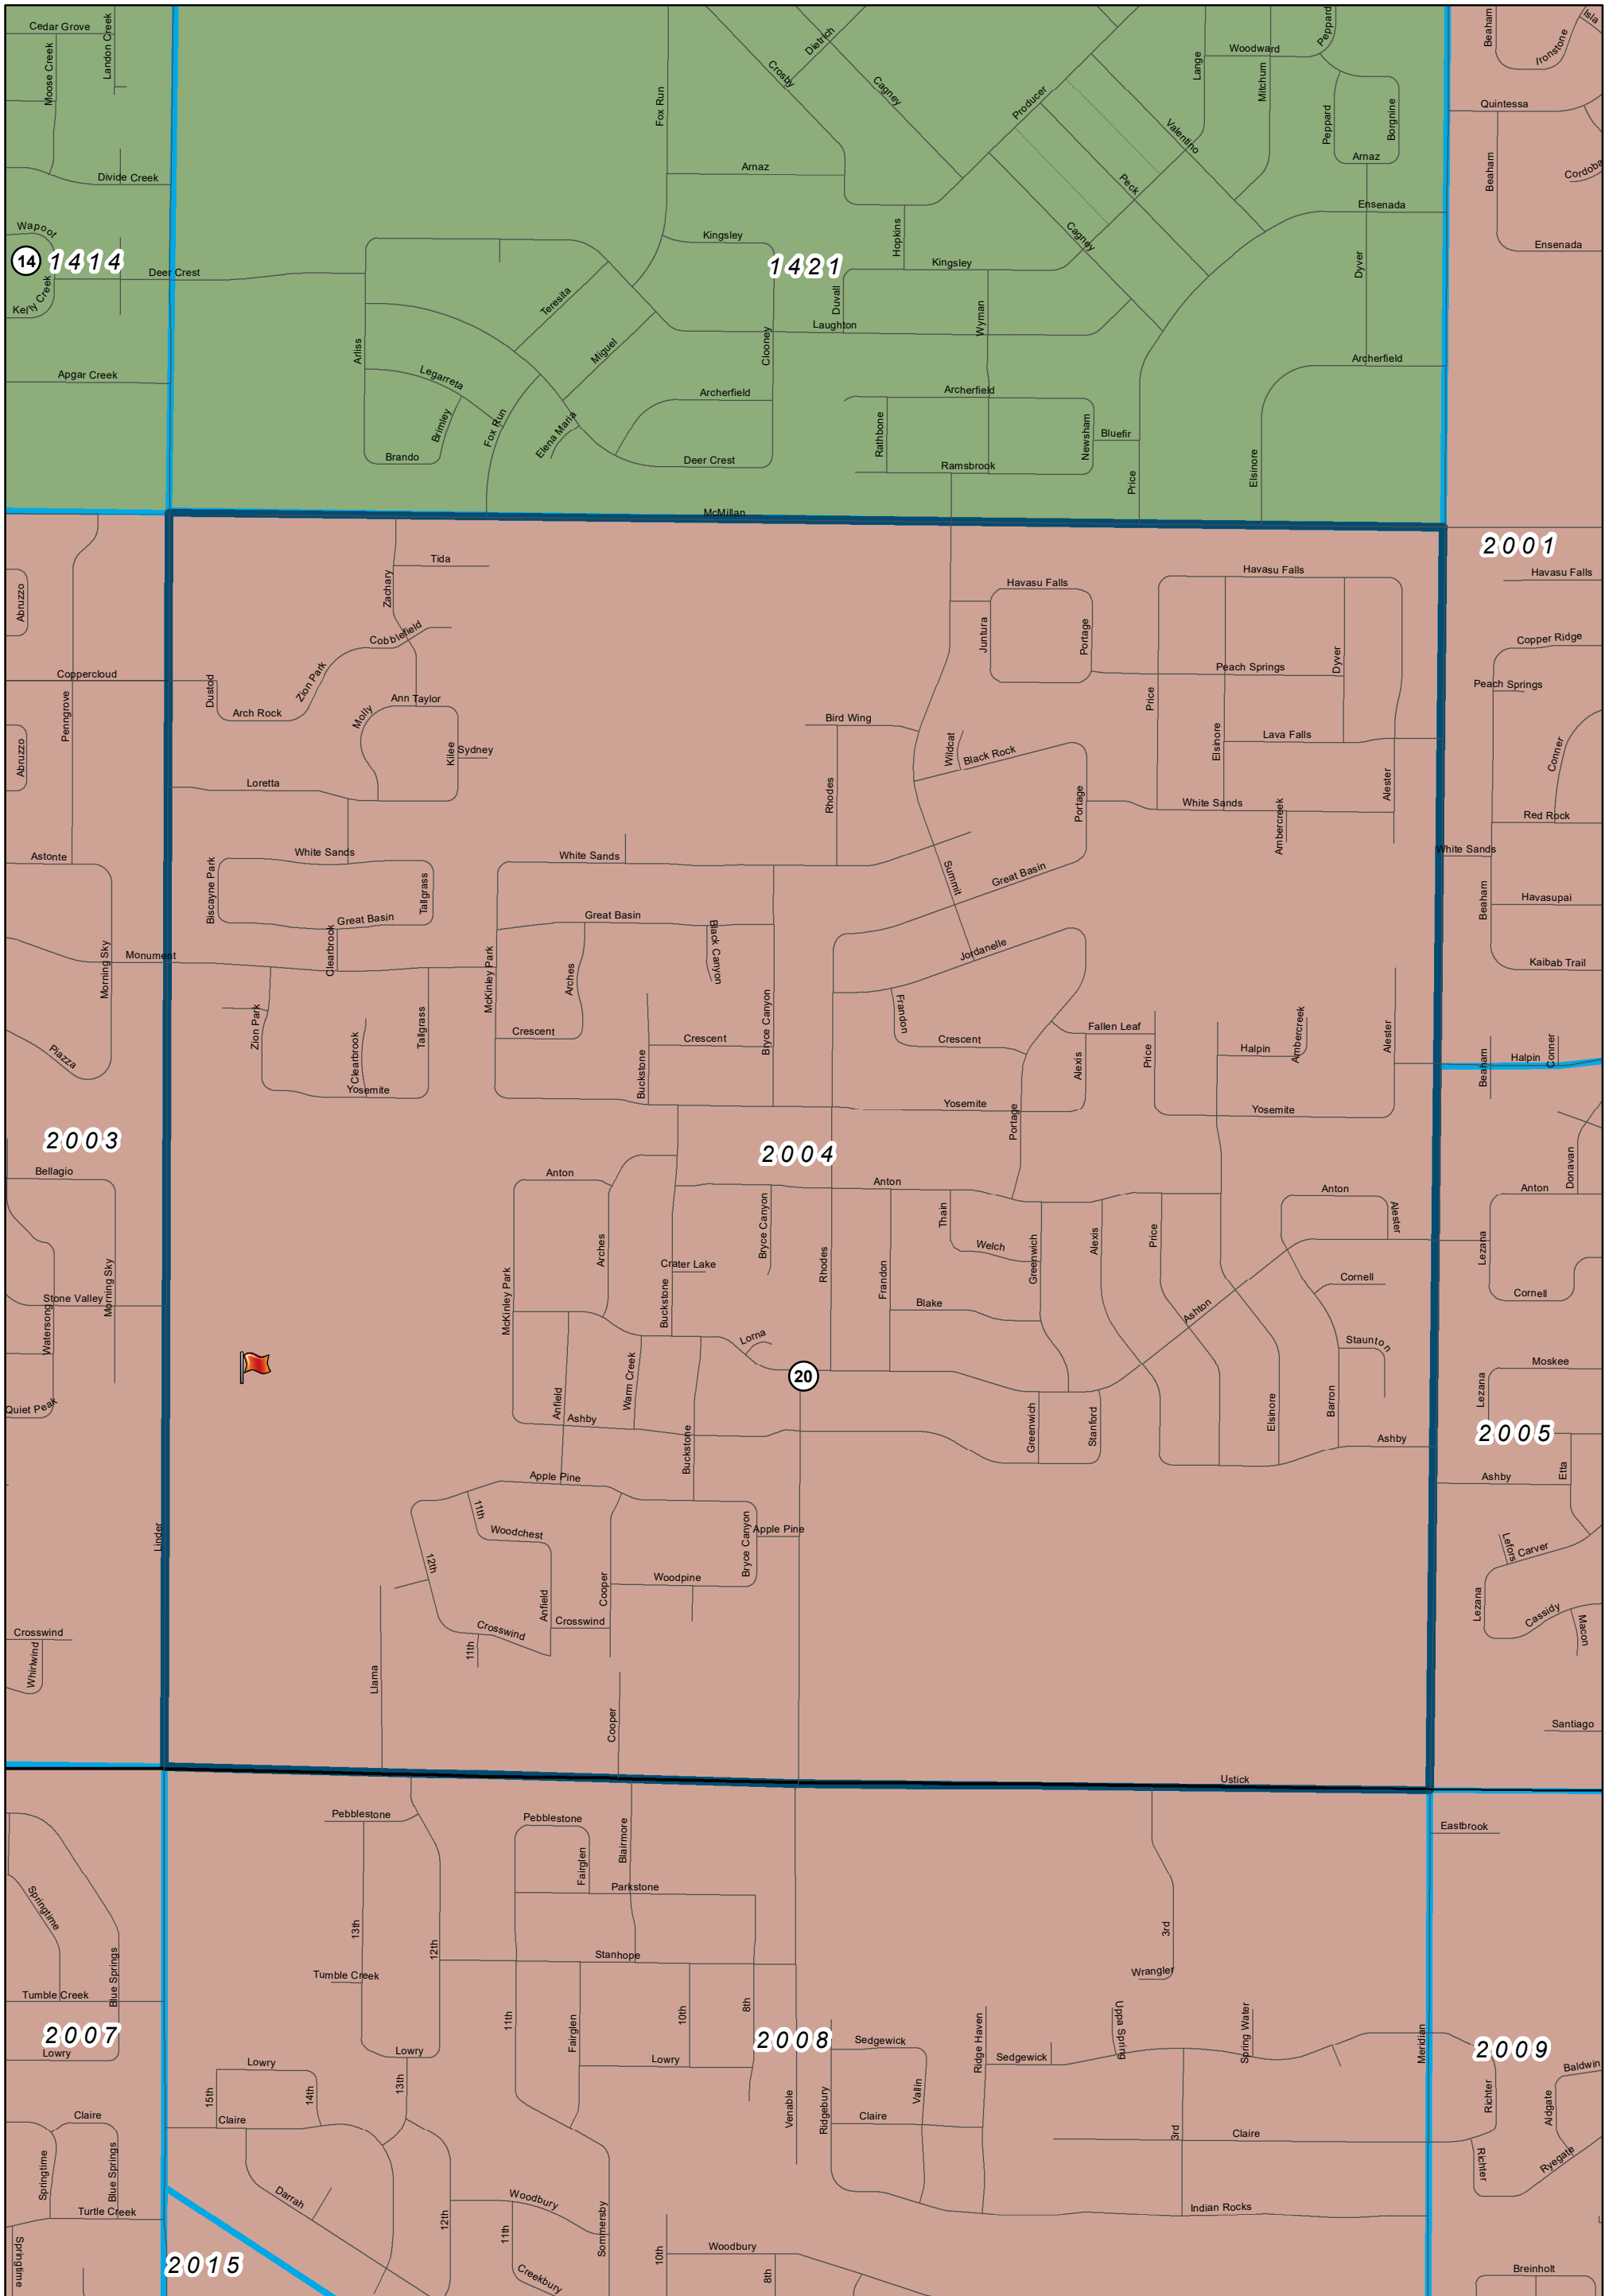 Cedar Grove
Landon Creek
Moose Creek
Divide Creek
Wapoot
14
1414
Kelly Creek
Deer Crest
Apgar Creek
Fox Run
Crosby
Dietrich
Cagney
Producer
Lange
Woodward
Mitchum
Peppard
Peppard
Borgnine
Valentino
Arnaz
Arnaz
Peck
Ensenada
Kingsley
1421
Hopkins
Kingsley
Cagney
Dyver
Duvall
Teresita
Wyman
Laughton
Clooney
Miguel
Arliss
Legarreta
Archerfield
Archerfield
Archerfield
Brimley
Fox Run
Elena Maria
Rathbone
Newsham
Bluefir
Brando
Deer Crest
Ramsbrook
Price
Elsinore
McMillan
Beaham
Isla
Ironstone
Quintessa
Beaham
Cordoba
Ensenada
2001
Havasu Falls
Copper Ridge
Peach Springs
Conner
Red Rock
White Sands
Beaham
Havasupai
Kaibab Trail
Beaham
Halpin
Conner
Abruzzo
Coppercloud
Penngrove
Abruzzo
Astonte
Morning Sky
Monument
Piazza
2003
Bellagio
Morning Sky
Stone Valley
Watersong
Quiet Peak
Linder
Crosswind
Whirlwind
Tida
Zachary
Cobblefield
Zion Park
Dustod
Arch Rock
Ann Taylor
Molly
Kilee
Sydney
Loretta
White Sands
Biscayne Park
Tallgrass
Great Basin
Clearbrook
Zion Park
Clearbrook
Tallgrass
Yosemite
Havasu Falls
Juntura
Portage
Havasu Falls
Peach Springs
Dyver
Price
Bird Wing
Wildcat
Black Rock
Elsinore
Lava Falls
Rhodes
Portage
White Sands
Ambercreek
Alester
White Sands
Summit
Great Basin
Great Basin
Black Canyon
McKinley Park
Arches
Bryce Canyon
Jordanelle
Frandon
Crescent
Crescent
Crescent
Buckstone
Fallen Leaf
Alexis
Price
Halpin
Ambercreek
Alester
Yosemite
Yosemite
Portage
2004
Anton
Anton
Anton
Arches
Bryce Canyon
Thain
Welch
Greenwich
Alexis
Price
Alester
Crater Lake
Rhodes
Frandon
McKinley Park
Buckstone
Blake
Cornell
Ashton
Lorna
Staunton
20
Warm Creek
Anfield
Ashby
Buckstone
Greenwich
Stanford
Elsinore
Barron
Ashby
Apple Pine
11th
Woodchest
12th
Bryce Canyon
Apple Pine
Woodpine
Cooper
Anfield
Crosswind
Crosswind
11th
Llama
Cooper
Ustick
Donavan
Anton
Lezana
Cornell
Moskee
Lezana
2005
Etta
Ashby
Lefors
Carver
Lezana
Cassidy
Macon
Santiago
Eastbrook
Pebblestone
Pebblestone
Blairmore
Fairglen
Springtime
Parkstone
13th
12th
3rd
Stanhope
Blue Springs
Tumble Creek
Wrangler
Tumble Creek
11th
Fairglen
10th
8th
2007
2008
Sedgewick
Ridge Haven
Sedgewick
Uppa Spring
Spring Water
Meridian
2009
Lowry
Lowry
Lowry
Lowry
15th
14th
13th
Venable
Ridgebury
Vallin
Baldwin
Richter
Aldgate
Claire
Claire
Claire
3rd
Claire
Springtime
Blue Springs
Richter
Ryegate
Darrah
Turtle Creek
12th
Woodbury
11th
Sommersby
Indian Rocks
Springtime
2015
10th
Woodbury
8th
Creekbury
Breinholt